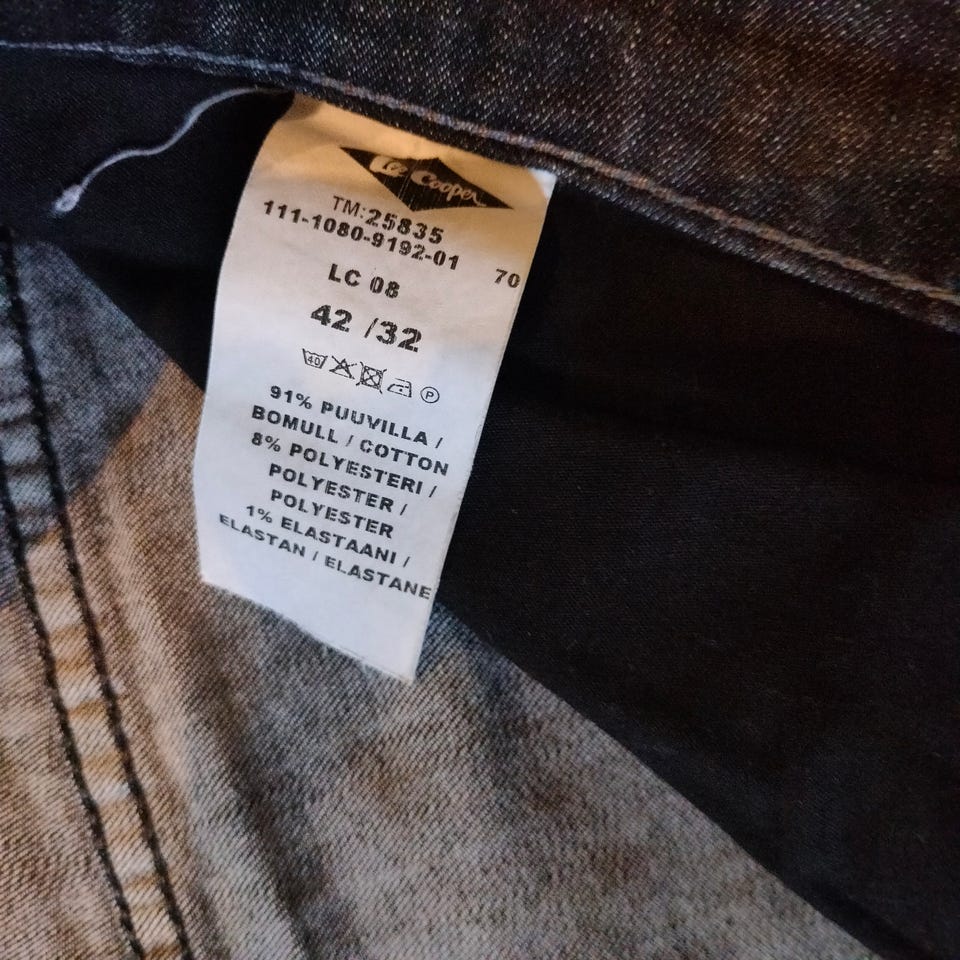 Lee Cooper
TM:25835
111-1080-9192-01 70
LC 08
42 /32
40 P
91% PUUVILLA /
BOMULL / COTTON
8% POLYESTERI /
POLYESTER /
POLYESTER
1% ELASTAANI /
ELASTAN / ELASTANE